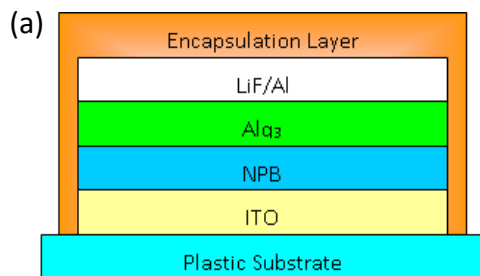 (a)
Encapsulation Layer
LiF/Al
Alq₃
NPB
ITO
Plastic Substrate